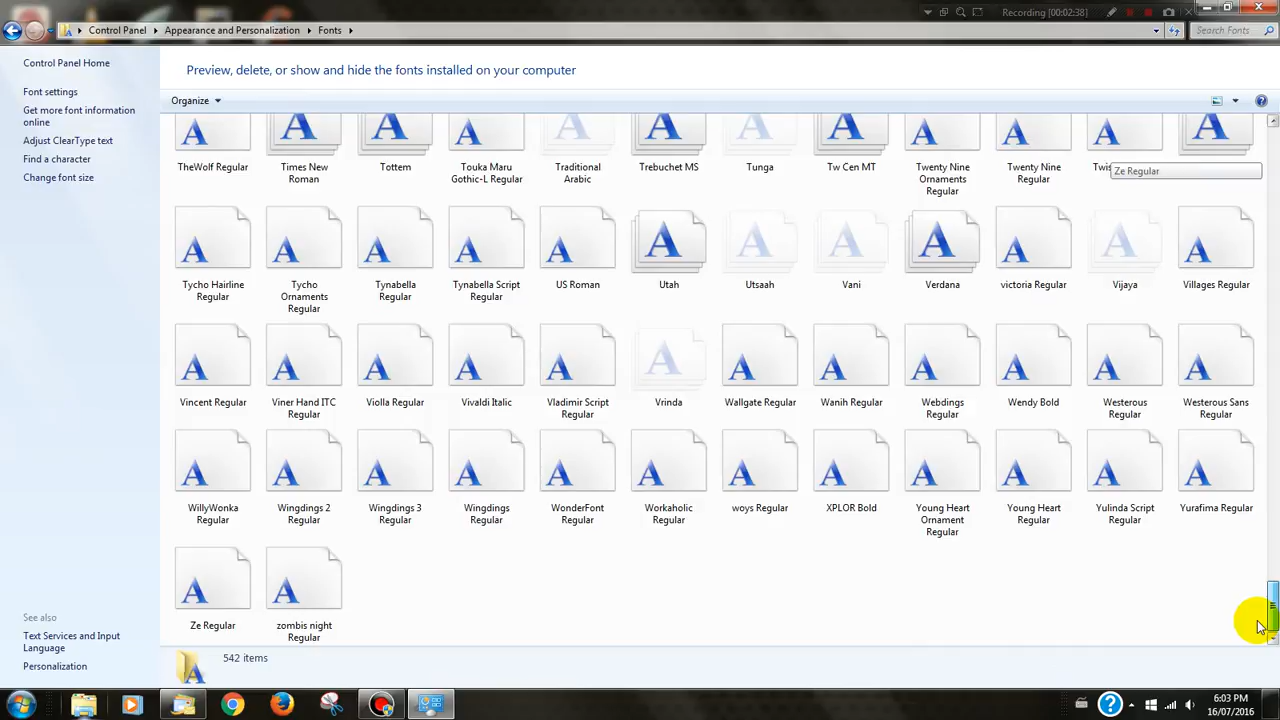 Recording [00:02:38]
Control Panel
Appearance and Personalization
Fonts
Search Fonts
Control Panel Home
Preview, delete, or show and hide the fonts installed on your computer
Font settings
Get more font information
online
Adjust ClearType text
Find a character
Change font size
Organize
TheWolf Regular
Times New
Roman
Tottem
Touka Maru
Gothic-L Regular
Traditional
Arabic
Trebuchet MS
Tunga
Tw Cen MT
Twenty Nine
Ornaments
Regular
Twenty Nine
Regular
Ze Regular
Tycho Hairline
Regular
Tycho
Ornaments
Regular
Tynabella
Regular
Tynabella Script
Regular
US Roman
Utah
Utsaah
Vani
Verdana
victoria Regular
Vijaya
Villages Regular
Vincent Regular
Viner Hand ITC
Regular
Violla Regular
Vivaldi Italic
Vladimir Script
Regular
Vrinda
Wallgate Regular
Wanih Regular
Webdings
Regular
Wendy Bold
Westerous
Regular
Westerous Sans
Regular
WillyWonka
Regular
Wingdings 2
Regular
Wingdings 3
Regular
Wingdings
Regular
WonderFont
Regular
Workaholic
Regular
woys Regular
XPLOR Bold
Young Heart
Ornament
Regular
Young Heart
Regular
Yulinda Script
Regular
Yurafima Regular
Ze Regular
zombis night
Regular
See also
Text Services and Input
Language
Personalization
542 items
6:03 PM
16/07/2016